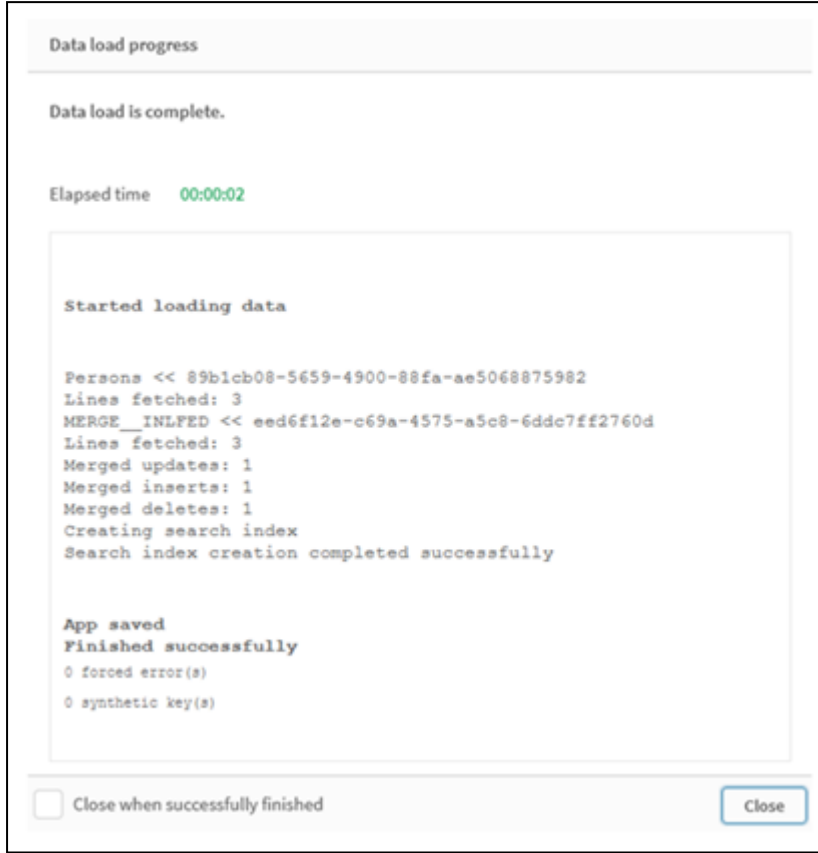 Data load progress
Data load is complete.
Elapsed time 00:00:02
Started loading data
Persons << 89b1cb08-5659-4900-88fa-ae5068875982
Lines fetched: 3
MERGE__INLFED << eed6f12e-c69a-4575-a5c8-6ddc7ff2760d
Lines fetched: 3
Merged updates: 1
Merged inserts: 1
Merged deletes: 1
Creating search index
Search index creation completed successfully
App saved
Finished successfully
0 forced error(s)
0 synthetic key(s)
Close when successfully finished
Close